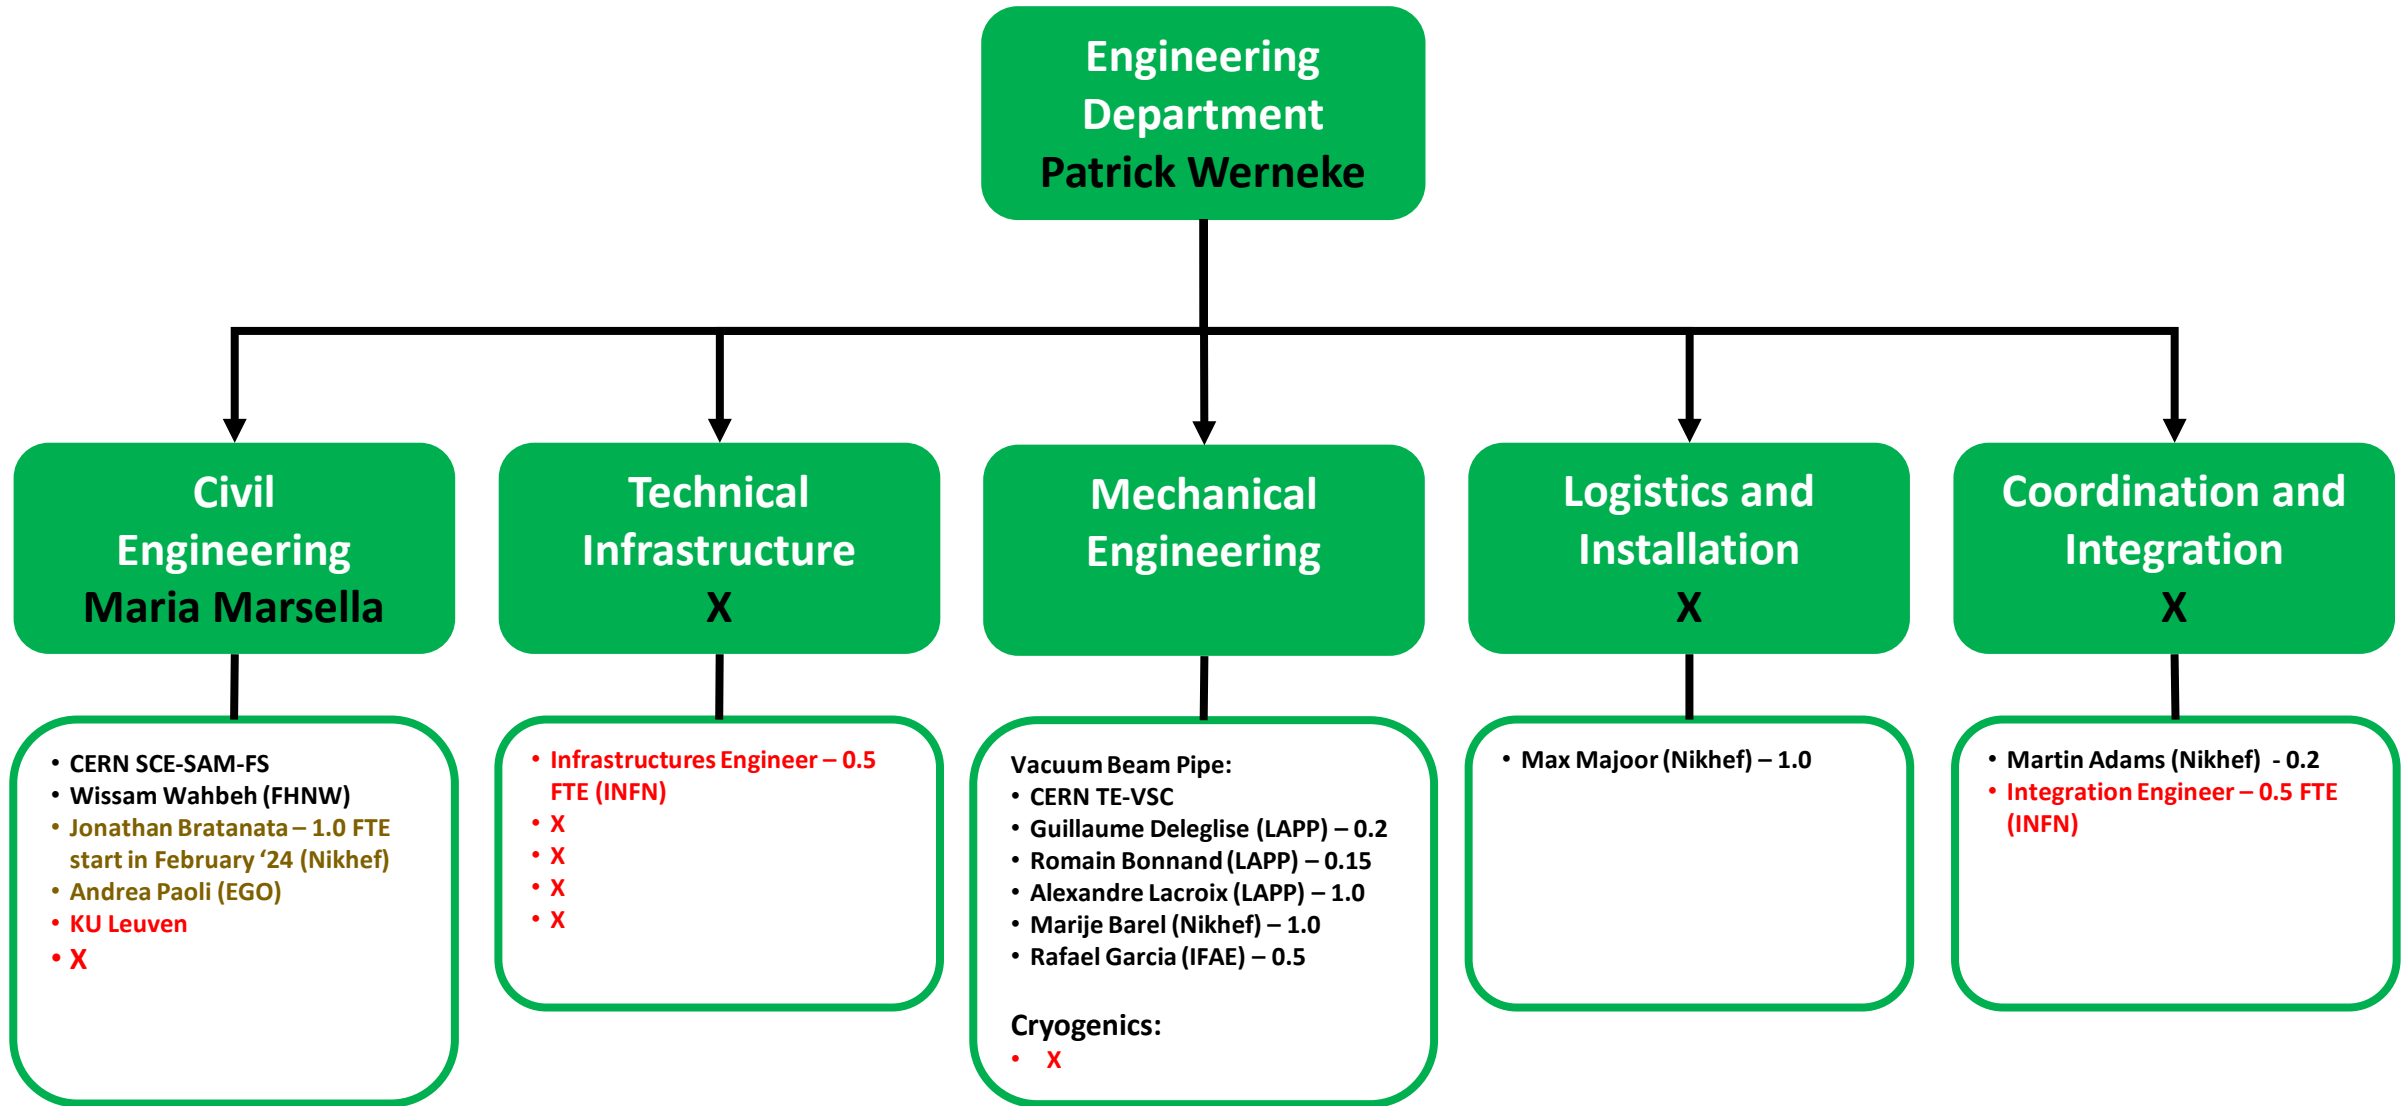 Engineering
Department
Patrick Werneke
Civil
Engineering
Maria Marsella
Technical
Infrastructure
X
Mechanical
Engineering
Logistics and
Installation
X
Coordination and
Integration
X
• CERN SCE-SAM-FS
• Wissam Wahbeh (FHNW)
• Jonathan Bratanata – 1.0 FTE
start in February ‘24 (Nikhef)
• Andrea Paoli (EGO)
• KU Leuven
• X
• Infrastructures Engineer – 0.5
FTE (INFN)
• X
• X
• X
• X
Vacuum Beam Pipe:
• CERN TE-VSC
• Guillaume Deleglise (LAPP) – 0.2
• Romain Bonnand (LAPP) – 0.15
• Alexandre Lacroix (LAPP) – 1.0
• Marije Barel (Nikhef) – 1.0
• Rafael Garcia (IFAE) – 0.5
Cryogenics:
• X
• Max Majoor (Nikhef) – 1.0
• Martin Adams (Nikhef) - 0.2
• Integration Engineer – 0.5 FTE
(INFN)